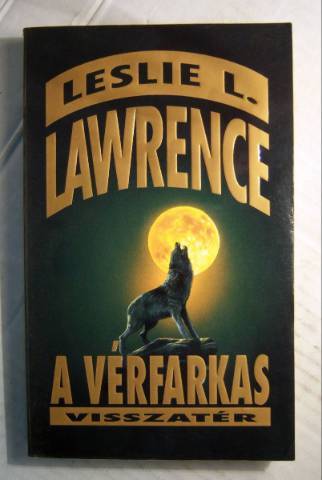 LESLIE L.
LAWRENCE
A VÉRFARKAS
VISSZATÉR